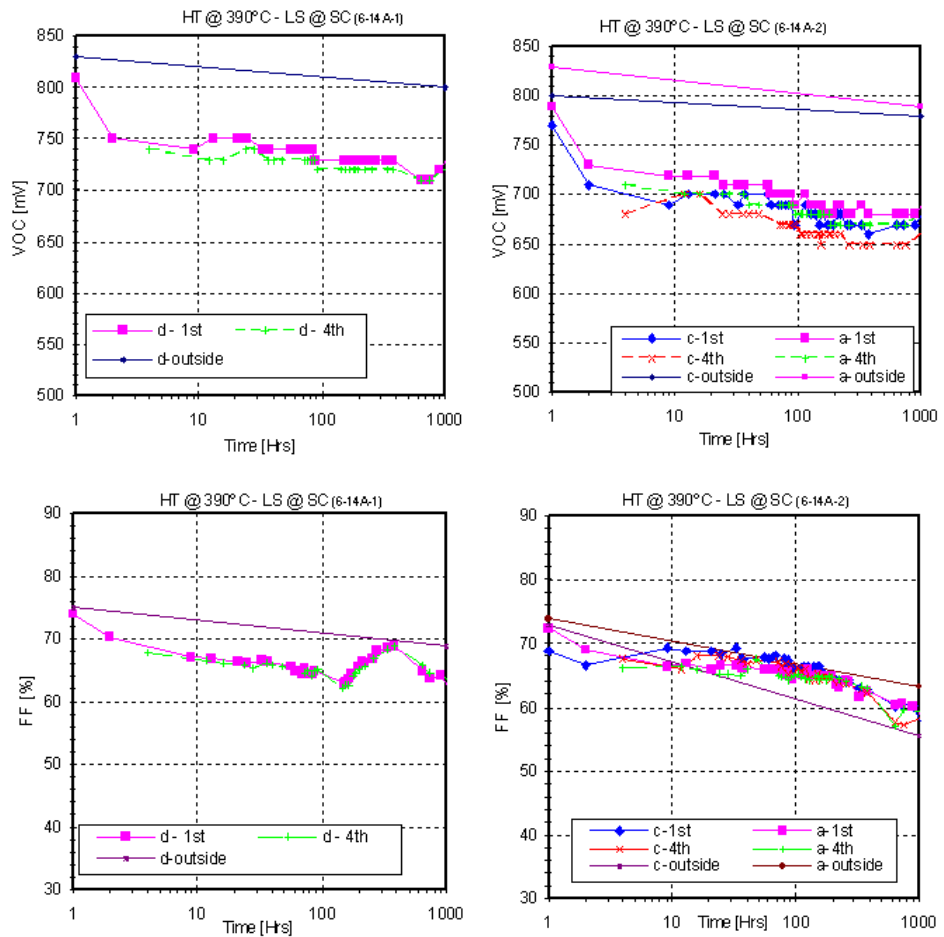 HT @ 390°C - LS @ SC (6-14 A-1)
VOC [mV]
850
800
750
700
650
600
550
500
d - 1st
d - 4th
d-outside
1
10
100
1000
Time [Hrs]
HT @ 390°C - LS @ SC (6-14 A-2)
VOC [mV]
850
800
750
700
650
600
550
500
c-1st
a-1st
c-4th
a-4th
c-outside
a-outside
1
10
100
1000
Time [Hrs]
HT @ 390°C - LS @ SC (6-14A-1)
FF [%]
90
80
70
60
50
40
30
d - 1st
d - 4th
d-outside
1
10
100
1000
Time [Hrs]
HT @ 390°C - LS @ SC (6-14A-2)
FF [%]
90
80
70
60
50
40
30
c-1st
a-1st
c-4th
a-4th
c-outside
a-outside
1
10
100
1000
Time [Hrs]